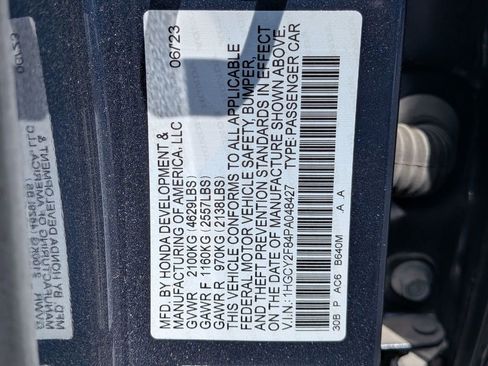 MFD. BY HONDA DEVELOPMENT &
MANUFACTURING OF AMERICA, LLC 06/23
GVWR 2100KG (4629LBS)
GAWR F 1160KG (2557LBS)
GAWR R 970KG (2138LBS)
THIS VEHICLE CONFORMS TO ALL APPLICABLE
FEDERAL MOTOR VEHICLE SAFETY, BUMPER,
AND THEFT PREVENTION STANDARDS IN EFFECT
ON THE DATE OF MANUFACTURE SHOWN ABOVE.
V.I.N.: 1HGCY2F84PA048427 TYPE:PASSENGER CAR
30B P AC6 B640M A A